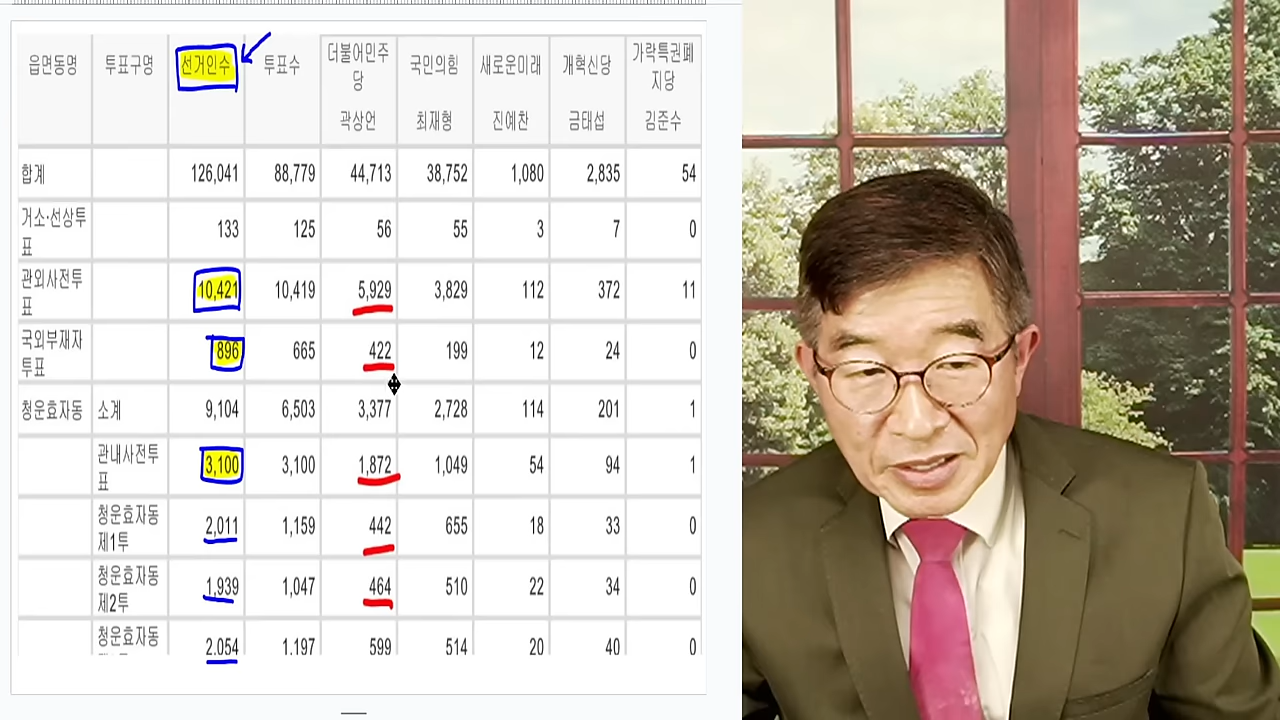 읍면동명 투표구명 선거인수 투표수 더불어민주당 곽상언 국민의힘 최재형 새로운미래 진예찬 개혁신당 금태섭 가락특권폐지당 김준수
합계 126,041 88,779 44,713 38,752 1,080 2,835 54
거소·선상투표 133 125 56 55 3 7 0
관외사전투표 10,421 10,419 5,929 3,829 112 372 11
국외부재자투표 896 665 422 199 12 24 0
청운효자동 소계 9,104 6,503 3,377 2,728 114 201 1
관내사전투표 3,100 3,100 1,872 1,049 54 94 1
청운효자동제1투 2,011 1,159 442 655 18 33 0
청운효자동제2투 1,939 1,047 464 510 22 34 0
청운효자동 2,054 1,197 599 514 20 40 0